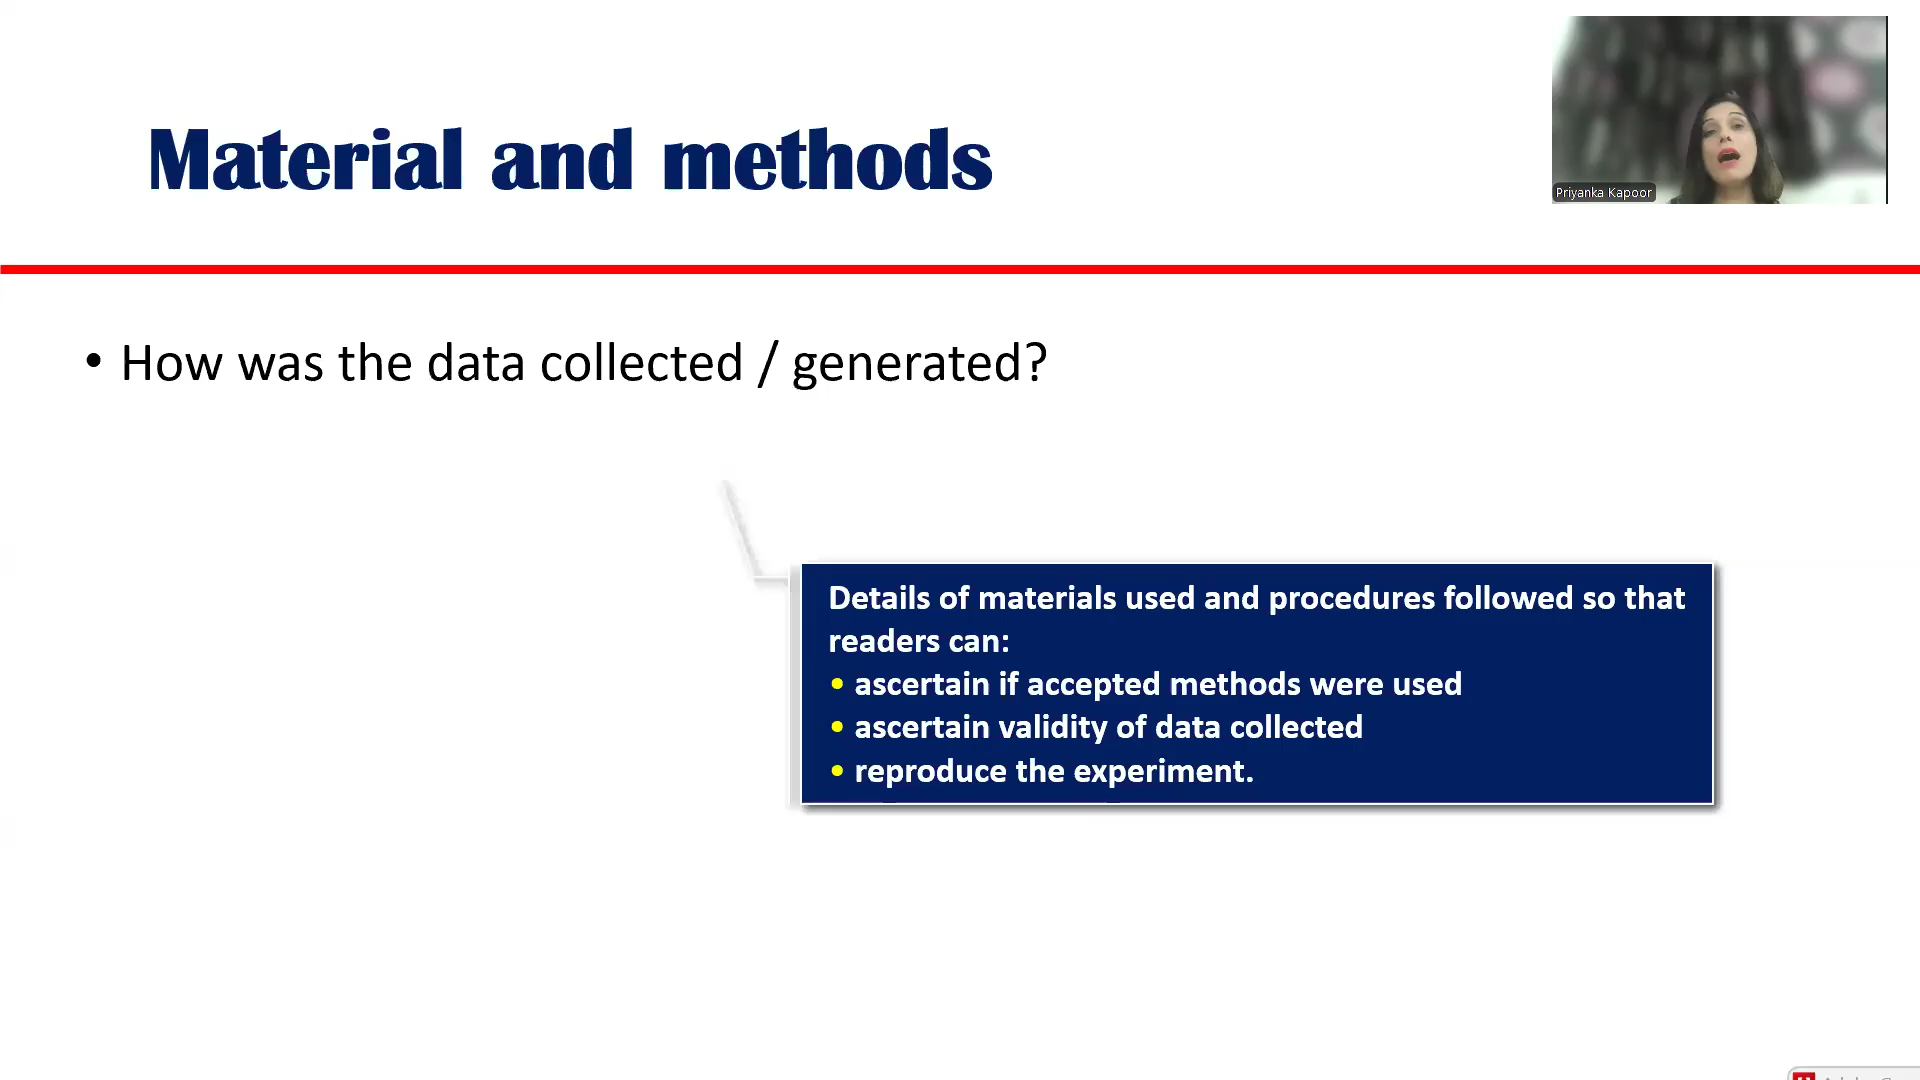 Material and methods
Priyanka Kapoor
• How was the data collected / generated?
Details of materials used and procedures followed so that
readers can:
• ascertain if accepted methods were used
• ascertain validity of data collected
• reproduce the experiment.